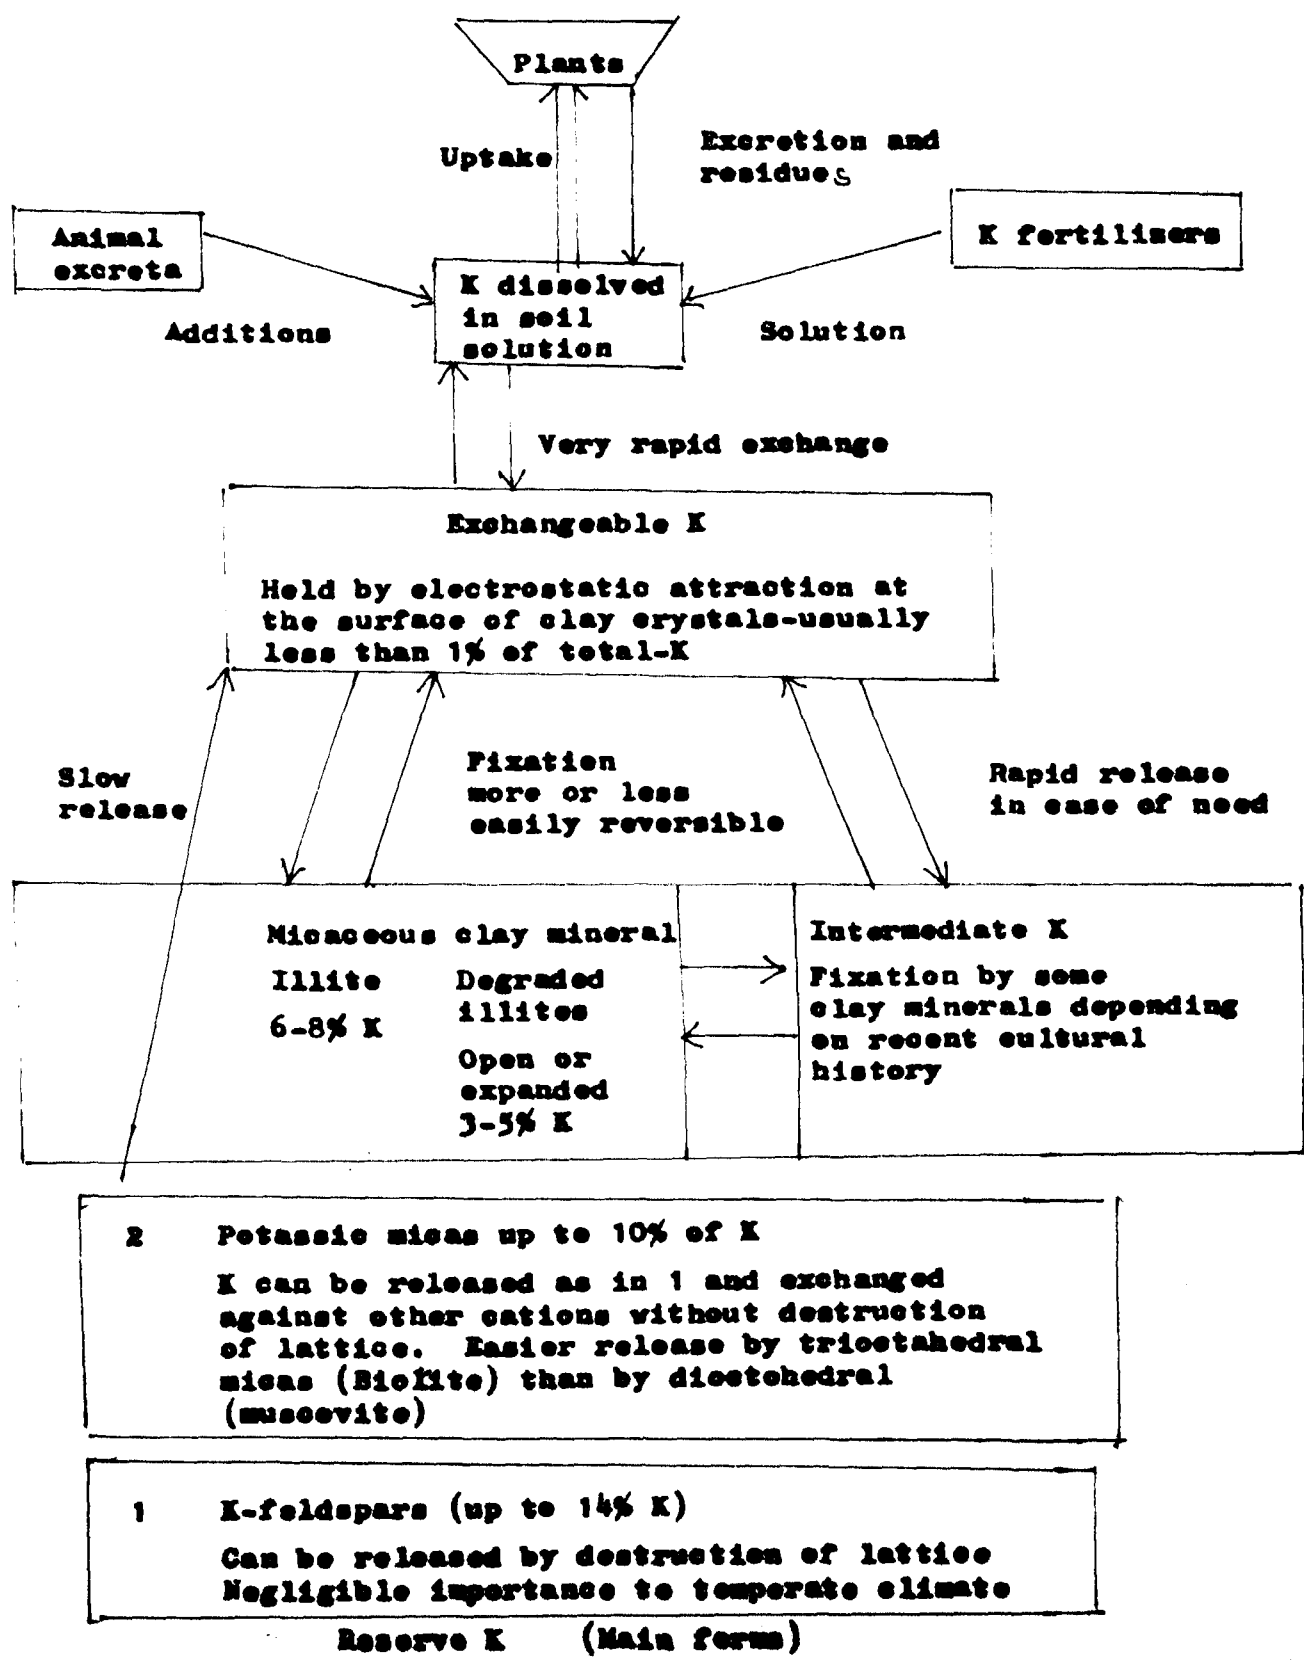 Plants
Uptake
Excretion and
residues
Animal
excreta
K fertilizers
K dissolved
in soil
solution
Additions
Solution
Very rapid exchange
Exchangeable K
Held by electrostatic attraction at
the surface of clay crystals-usually
less than 1% of total-K
Slow
release
Fixation
more or less
easily reversible
Rapid release
in case of need
Micaceous clay mineral
Illite
6-8% K
Degraded
illites
Open or
expanded
3-5% K
Intermediate K
Fixation by some
clay minerals depending
on recent cultural
history
2 Potassic micas up to 10% of K
K can be released as in 1 and exchanged
against other cations without destruction
of lattice. Easier release by trioctahedral
micas (Biolite) than by dioctohedral
(muscovite)
1 K-feldspars (up to 14% K)
Can be released by destruction of lattice
Negligible importance to temperate climate
Reserve K (Main forms)